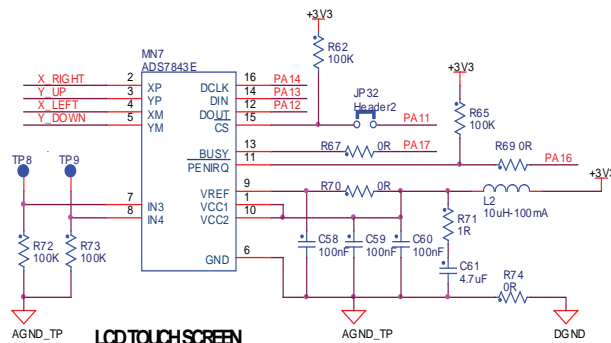 +3V3
MN7
ADS7843E
R62
100K
+3V3
X_RIGHT 2 XP DCLK 16 PA14
Y_UP 3 YP DIN 14 PA13
X_LEFT 4 XM DOUT 12 PA12
Y_DOWN 5 YM CS 15
JP32
Header2
PA11
R65
100K
TP8 TP9
BUSY 13 R67 0R PA17
PENIRQ 11 R69 0R PA16
VREF 9 R70 0R
+3V3
7 IN3 VCC1 1
8 IN4 VCC2 10
L2
10uH-100mA
R71
1R
R72
100K
R73
100K
C58
100nF
C59
100nF
C60
100nF
C61
4.7uF
GND 6
R74
0R
AGND_TP
LCD TOUCH SCREEN
AGND_TP
DGND